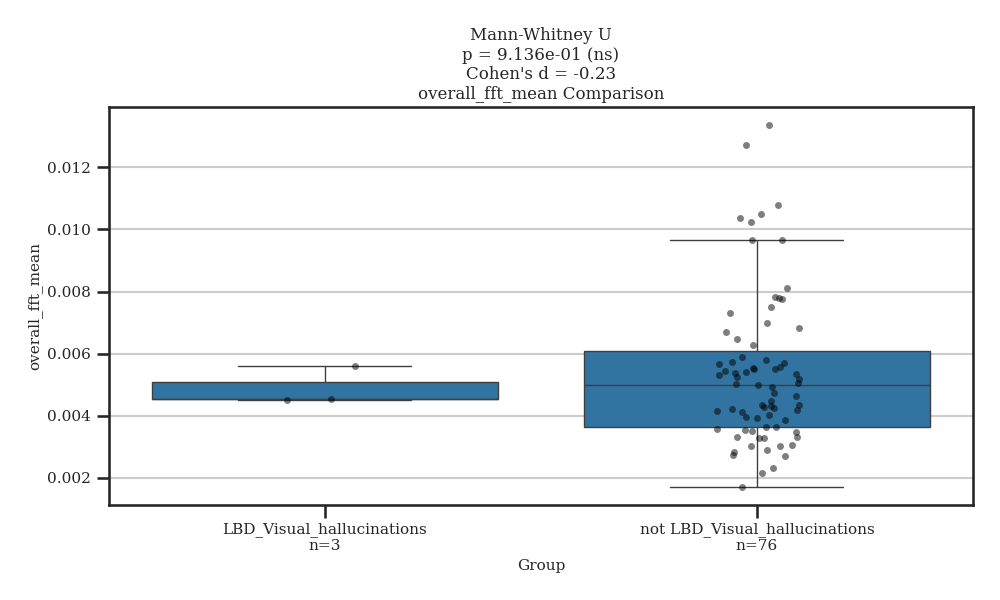 Mann-Whitney U
p = 9.136e-01 (ns)
Cohen's d = -0.23
overall_fft_mean Comparison
overall_fft_mean
0.012
0.010
0.008
0.006
0.004
0.002
LBD_Visual_hallucinations
n=3
not LBD_Visual_hallucinations
n=76
Group